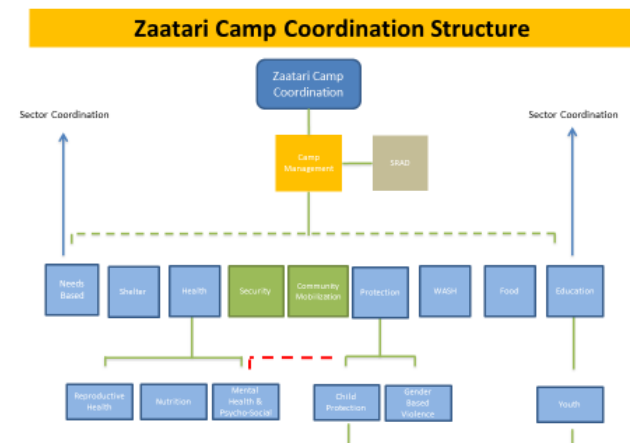 Zaatari Camp Coordination Structure
Zaatari Camp
Coordination
Sector Coordination
Sector Coordination
Camp
Management
SRAD
Needs
Based
Shelter
Health
Security
Community
Mobilization
Protection
WASH
Food
Education
Reproductive
Health
Nutrition
Mental
Health &
Psycho-Social
Child
Protection
Gender
Based
Violence
Youth